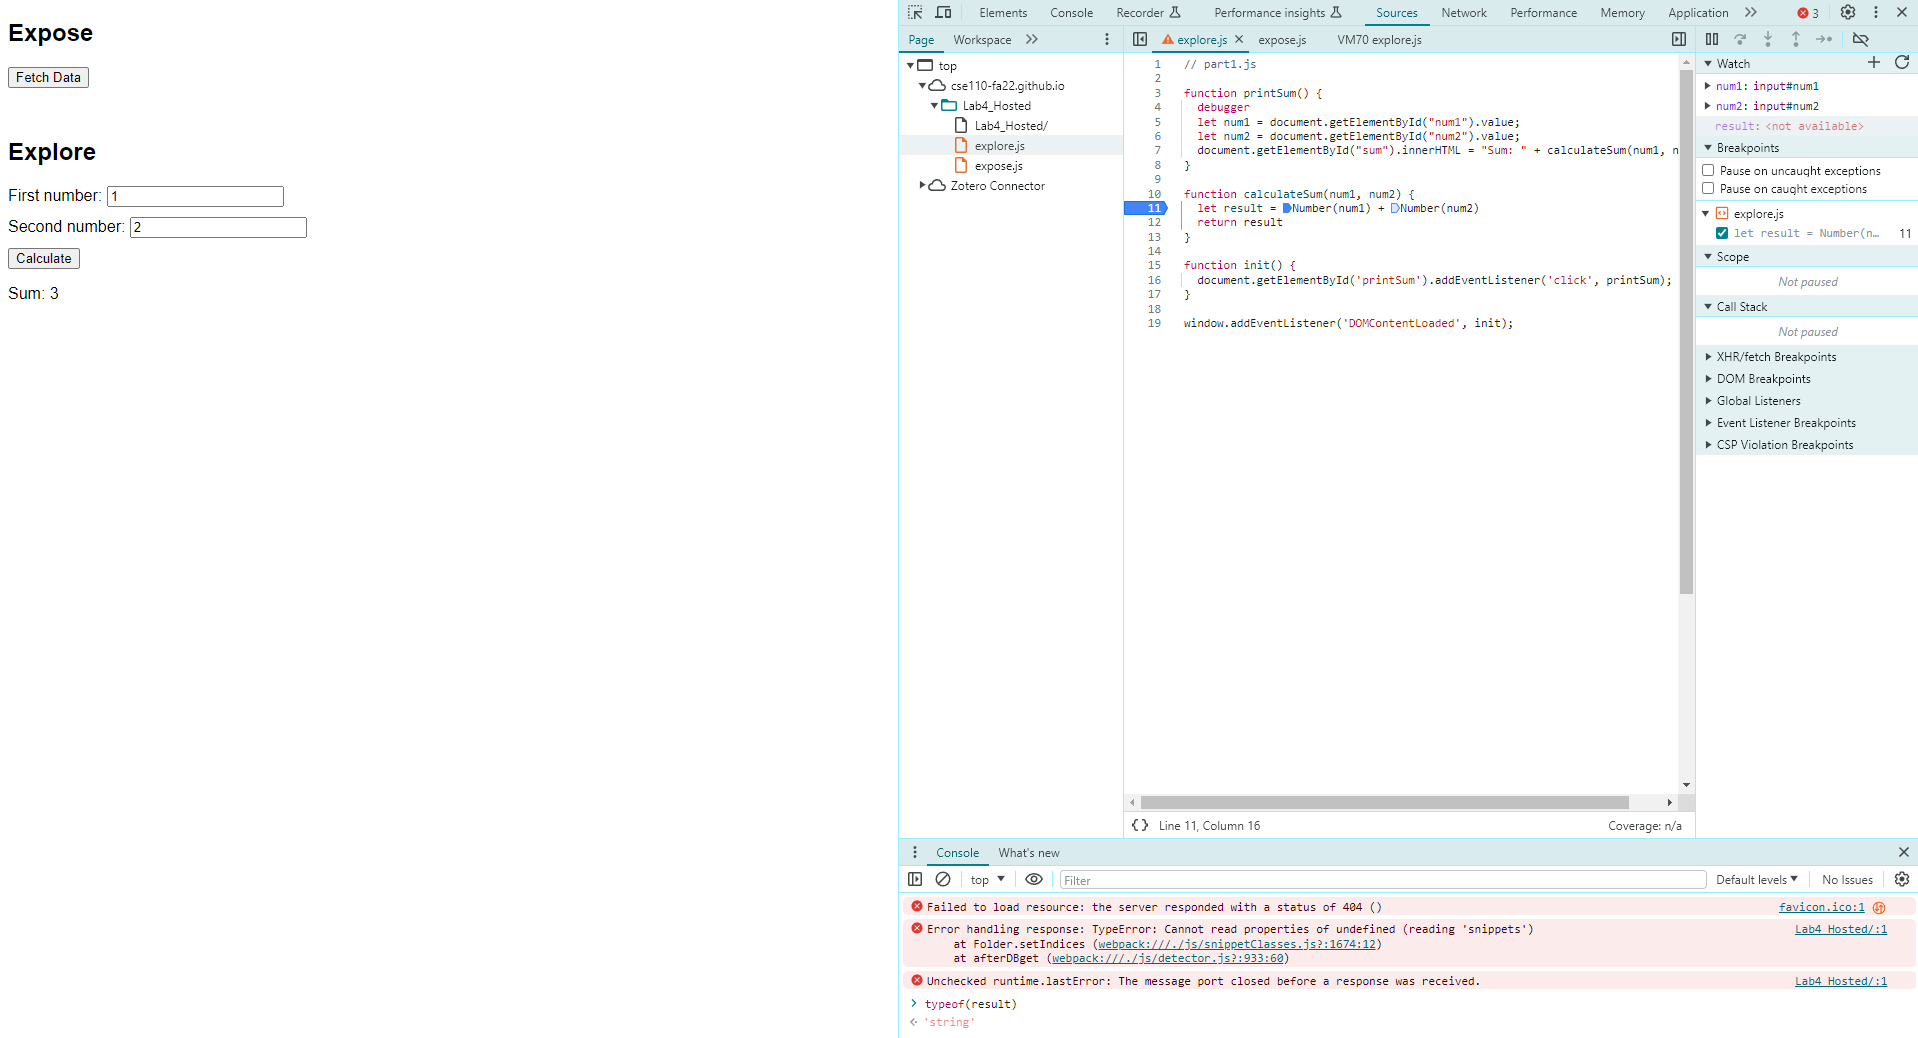 Expose
Fetch Data
Explore
First number: 1
Second number: 2
Calculate
Sum: 3
Elements Console Recorder Performance insights Sources Network Performance Memory Application 3
Page Workspace
top
cse110-fa22.github.io
Lab4_Hosted
Lab4_Hosted/
explore.js
expose.js
Zotero Connector
explore.js expose.js VM70 explore.js
1 // part1.js
2
3 function printSum() {
4 debugger
5 let num1 = document.getElementById("num1").value;
6 let num2 = document.getElementById("num2").value;
7 document.getElementById("sum").innerHTML = "Sum: " + calculateSum(num1, n
8 }
9
10 function calculateSum(num1, num2) {
11 let result = Number(num1) + Number(num2)
12 return result
13 }
14
15 function init() {
16 document.getElementById('printSum').addEventListener('click', printSum);
17 }
18
19 window.addEventListener('DOMContentLoaded', init);
{} Line 11, Column 16 Coverage: n/a
Watch
num1: input#num1
num2: input#num2
result: <not available>
Breakpoints
Pause on uncaught exceptions
Pause on caught exceptions
explore.js
let result = Number(n… 11
Scope
Not paused
Call Stack
Not paused
XHR/fetch Breakpoints
DOM Breakpoints
Global Listeners
Event Listener Breakpoints
CSP Violation Breakpoints
Console What's new
top Filter Default levels No Issues
Failed to load resource: the server responded with a status of 404 () favicon.ico:1
Error handling response: TypeError: Cannot read properties of undefined (reading 'snippets') Lab4_Hosted/:1
at Folder.setIndices (webpack:///./js/snippetClasses.js?:1674:12)
at afterDBget (webpack:///./js/detector.js?:933:60)
Unchecked runtime.lastError: The message port closed before a response was received. Lab4_Hosted/:1
> typeof(result)
'string'